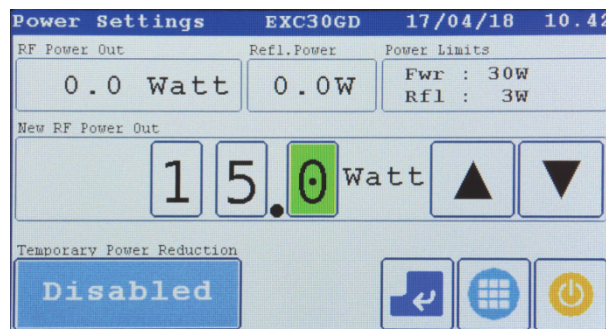 Power Settings EXC30GD 17/04/18 10.42
RF Power Out Refl.Power Power Limits
0.0 Watt 0.0W Fwr : 30W
Rfl : 3W
New RF Power Out
15.0 Watt
Temporary Power Reduction
Disabled